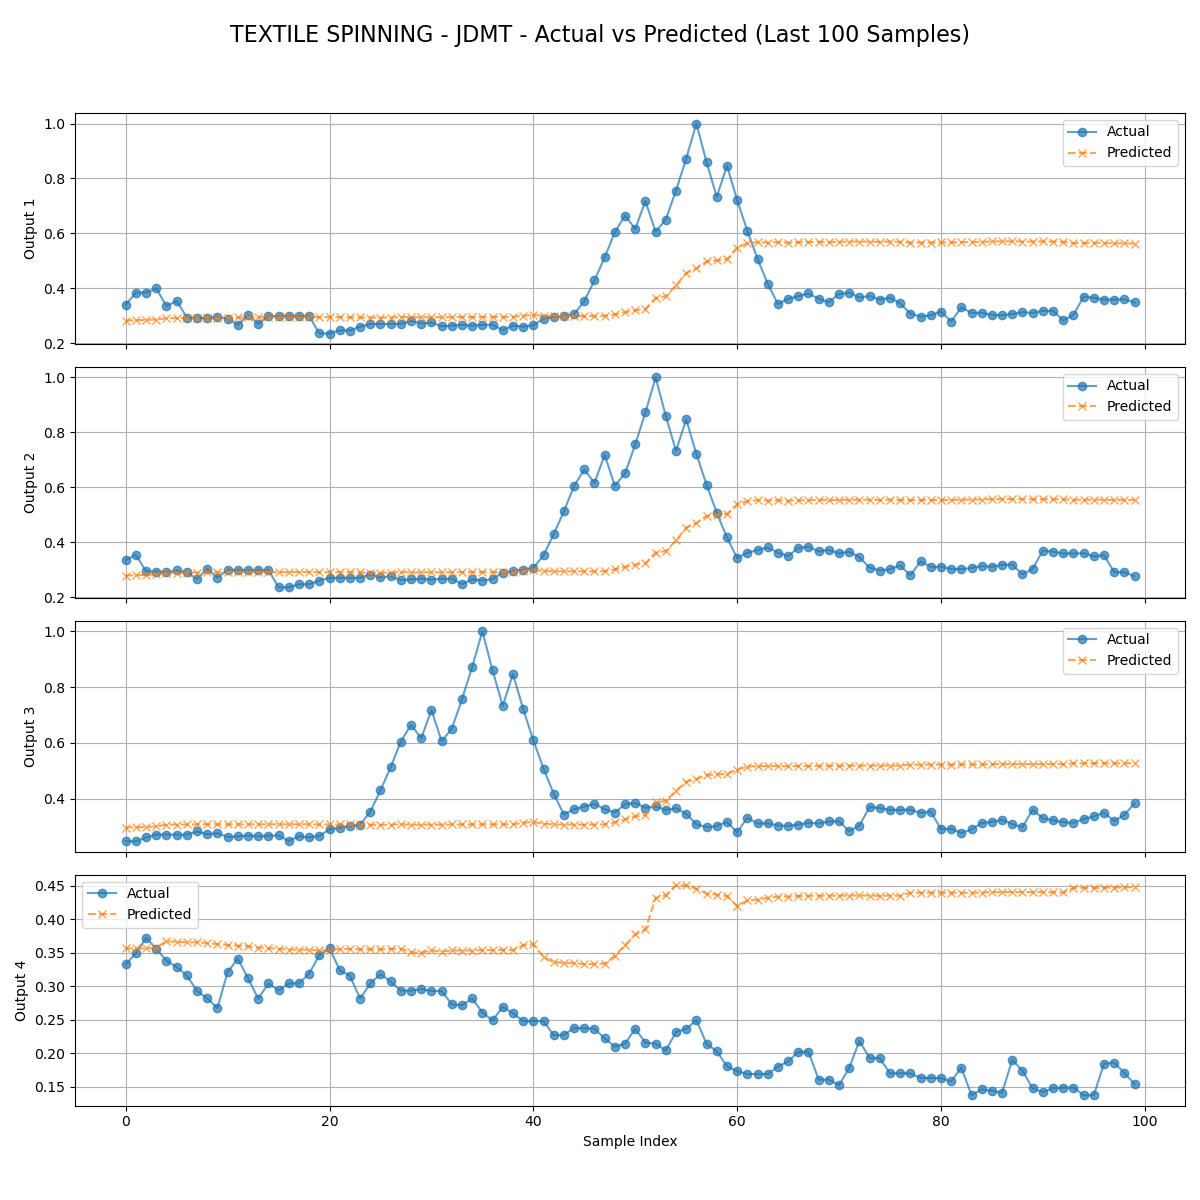 TEXTILE SPINNING - JDMT - Actual vs Predicted (Last 100 Samples)
1.0
0.8
0.6
0.4
0.2
Output 1
Actual
Predicted
1.0
0.8
0.6
0.4
0.2
Output 2
Actual
Predicted
1.0
0.8
0.6
0.4
Output 3
Actual
Predicted
0.45
0.40
0.35
0.30
0.25
0.20
0.15
Output 4
Actual
Predicted
0 20 40 60 80 100
Sample Index